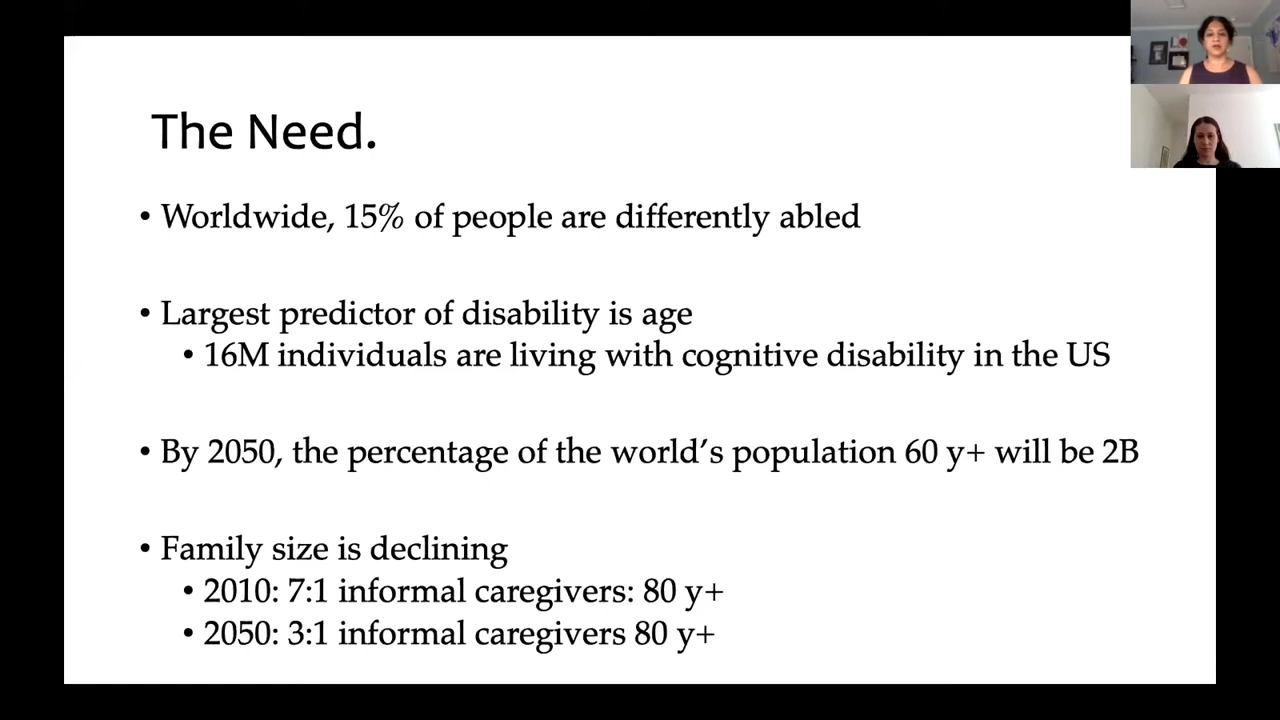 The Need.
• Worldwide, 15% of people are differently abled
• Largest predictor of disability is age
• 16M individuals are living with cognitive disability in the US
• By 2050, the percentage of the world’s population 60 y+ will be 2B
• Family size is declining
• 2010: 7:1 informal caregivers: 80 y+
• 2050: 3:1 informal caregivers 80 y+